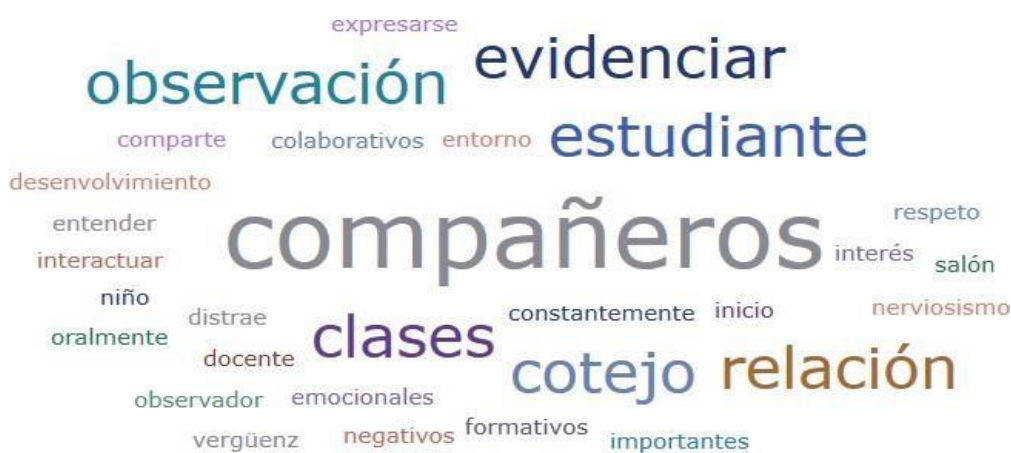 expresarse
observación evidenciar
comparte colaborativos entorno estudiante
desenvolvimiento
entender compañeros respeto
interactuar interés salón
niño constantemente inicio nerviosismo
oralmente distrae clases
docente cotejo relación
observador emocionales
vergüenz negativos formativos importantes